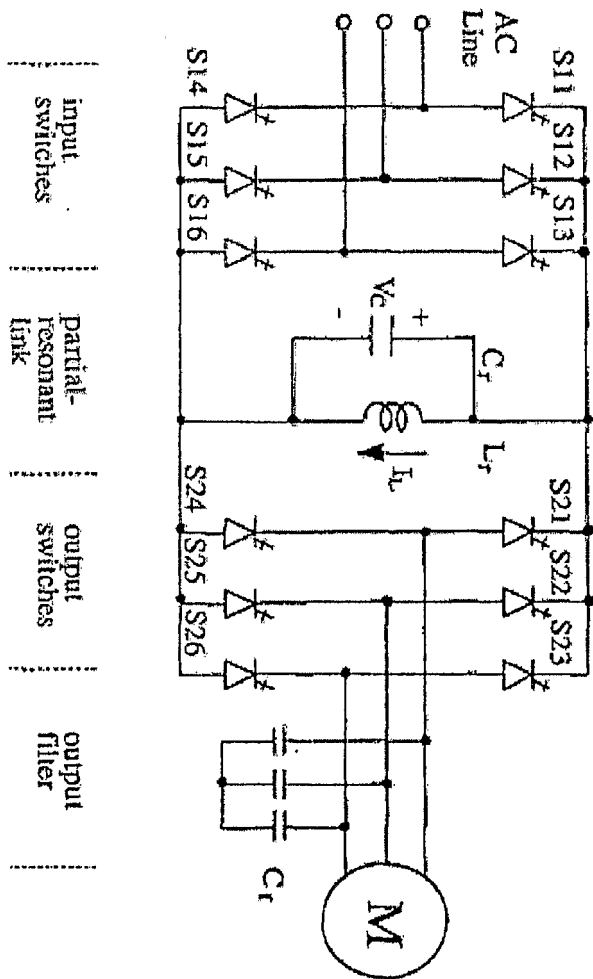 AC
Line
S11
S12
S13
S14
S15
S16
Vc
+
-
Cr
Lr
IL
S21
S22
S23
S24
S25
S26
Cr
M
input
switches
partial-
resonant
link
output
switches
output
filter